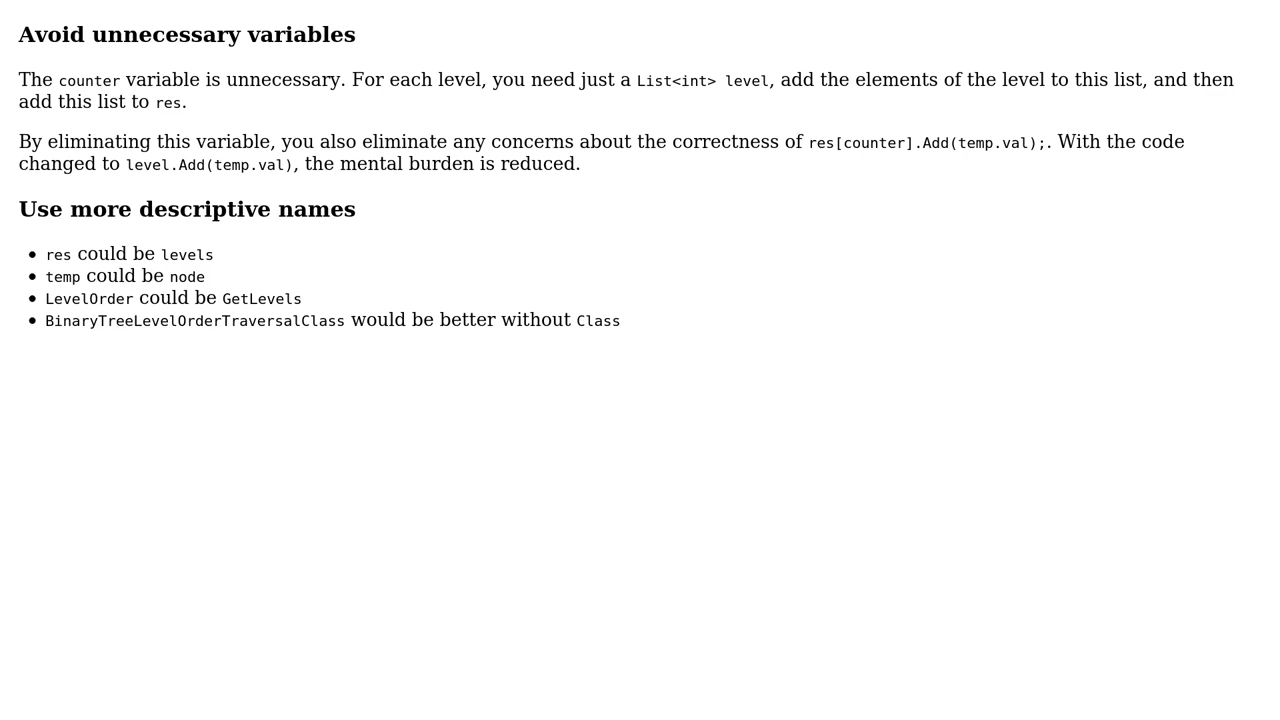 Avoid unnecessary variables
The counter variable is unnecessary. For each level, you need just a List<int> level, add the elements of the level to this list, and then
add this list to res.
By eliminating this variable, you also eliminate any concerns about the correctness of res[counter].Add(temp.val);. With the code
changed to level.Add(temp.val), the mental burden is reduced.
Use more descriptive names
• res could be levels
• temp could be node
• LevelOrder could be GetLevels
• BinaryTreeLevelOrderTraversalClass would be better without Class